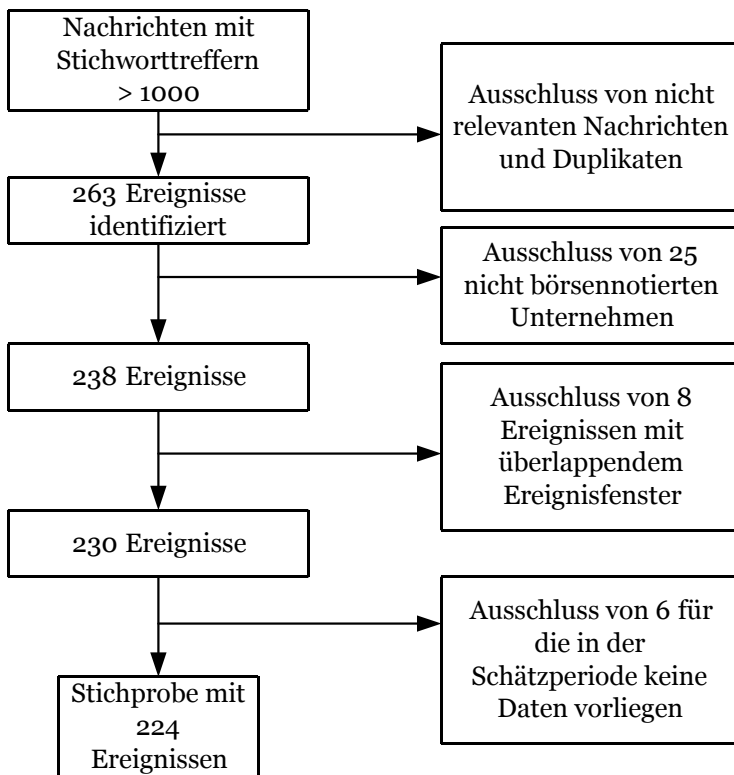 Nachrichten mit
Stichworttreffern
> 1000
Ausschluss von nicht
relevanten Nachrichten
und Duplikaten
263 Ereignisse
identifiziert
Ausschluss von 25
nicht börsennotierten
Unternehmen
238 Ereignisse
Ausschluss von 8
Ereignissen mit
überlappendem
Ereignisfenster
230 Ereignisse
Ausschluss von 6 für
die in der
Schätzperiode keine
Daten vorliegen
Stichprobe mit
224
Ereignissen